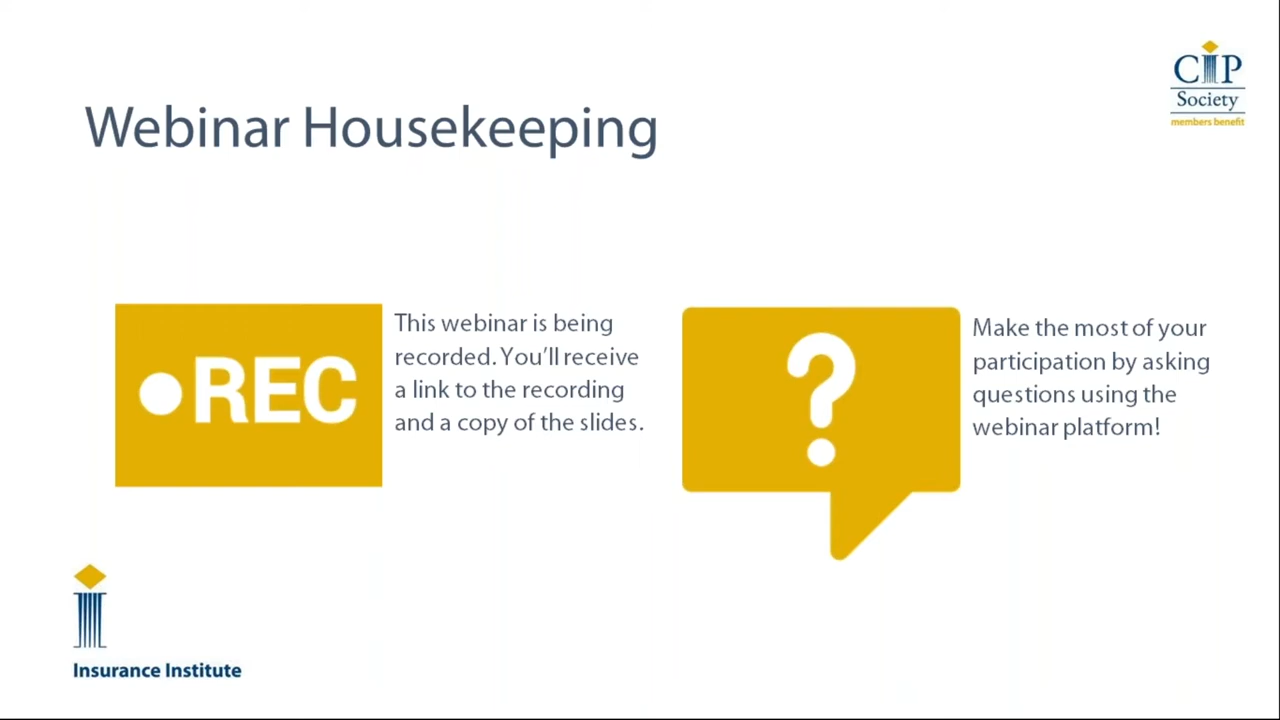 CIP
Society
members benefit
Webinar Housekeeping
REC
This webinar is being
recorded. You’ll receive
a link to the recording
and a copy of the slides.
?
Make the most of your
participation by asking
questions using the
webinar platform!
Insurance Institute